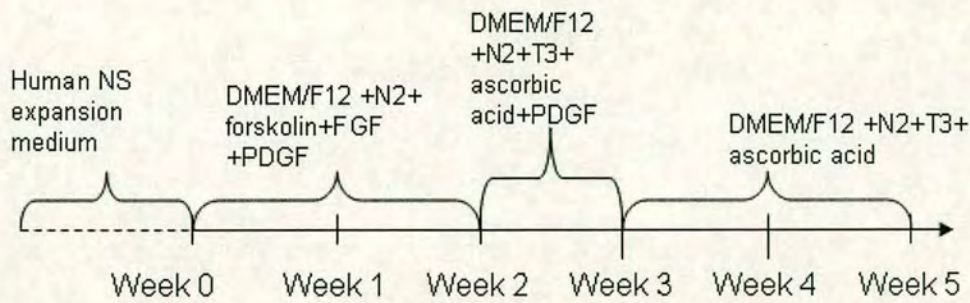 Human NS
expansion
medium
DMEM/F12 +N2+
forskolin+FGF
+PDGF
DMEM/F12
+N2+T3+
ascorbic
acid+PDGF
DMEM/F12 +N2+T3+
ascorbic acid
Week 0
Week 1
Week 2
Week 3
Week 4
Week 5